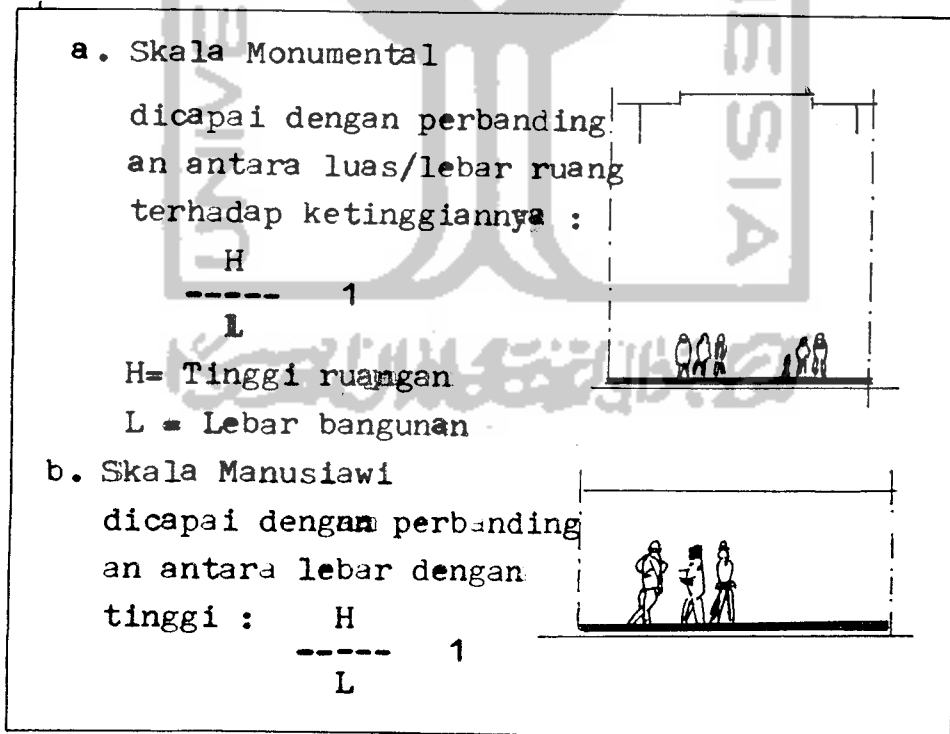 a. Skala Monumental
dicapai dengan perbanding
an antara luas/lebar ruang
terhadap ketinggiannya :
H
----- 1
L
H= Tinggi ruangan
L = Lebar bangunan
b. Skala Manusiawi
dicapai dengan perbanding
an antara lebar dengan
tinggi : H
----- 1
L